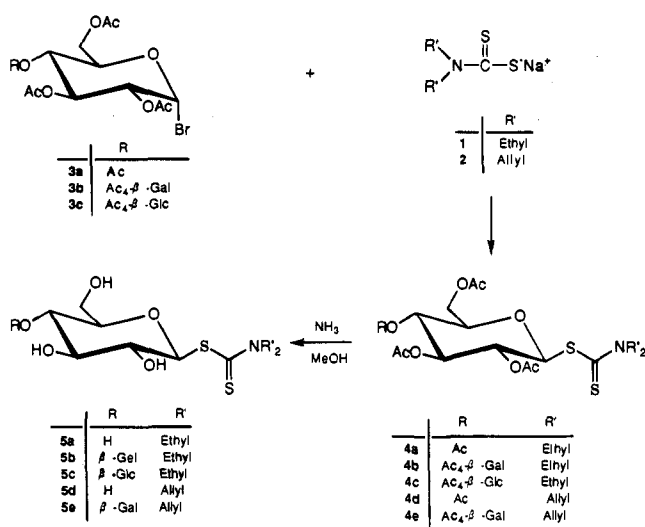 OAc
RO
O
AcO
OAc
Br
+
R'
S
N — C — S⁻Na⁺
R'
R
3a Ac
3b Ac₄-β -Gal
3c Ac₄-β -Glc
R'
1 Ethyl
2 Allyl
OH
RO
O
HO
OH
S
NR'₂
S
NH₃
MeOH
OAc
RO
O
AcO
OAc
S
NR'₂
S
R R'
5a H Ethyl
5b β -Gel Ethyl
5c β -Glc Ethyl
5d H Allyl
5e β -Gal Allyl
R R'
4a Ac Elhyl
4b Ac₄-β -Gal Elhyl
4c Ac₄-β -Glc Ethyl
4d Ac Allyl
4e Ac₄-β -Gal Allyl